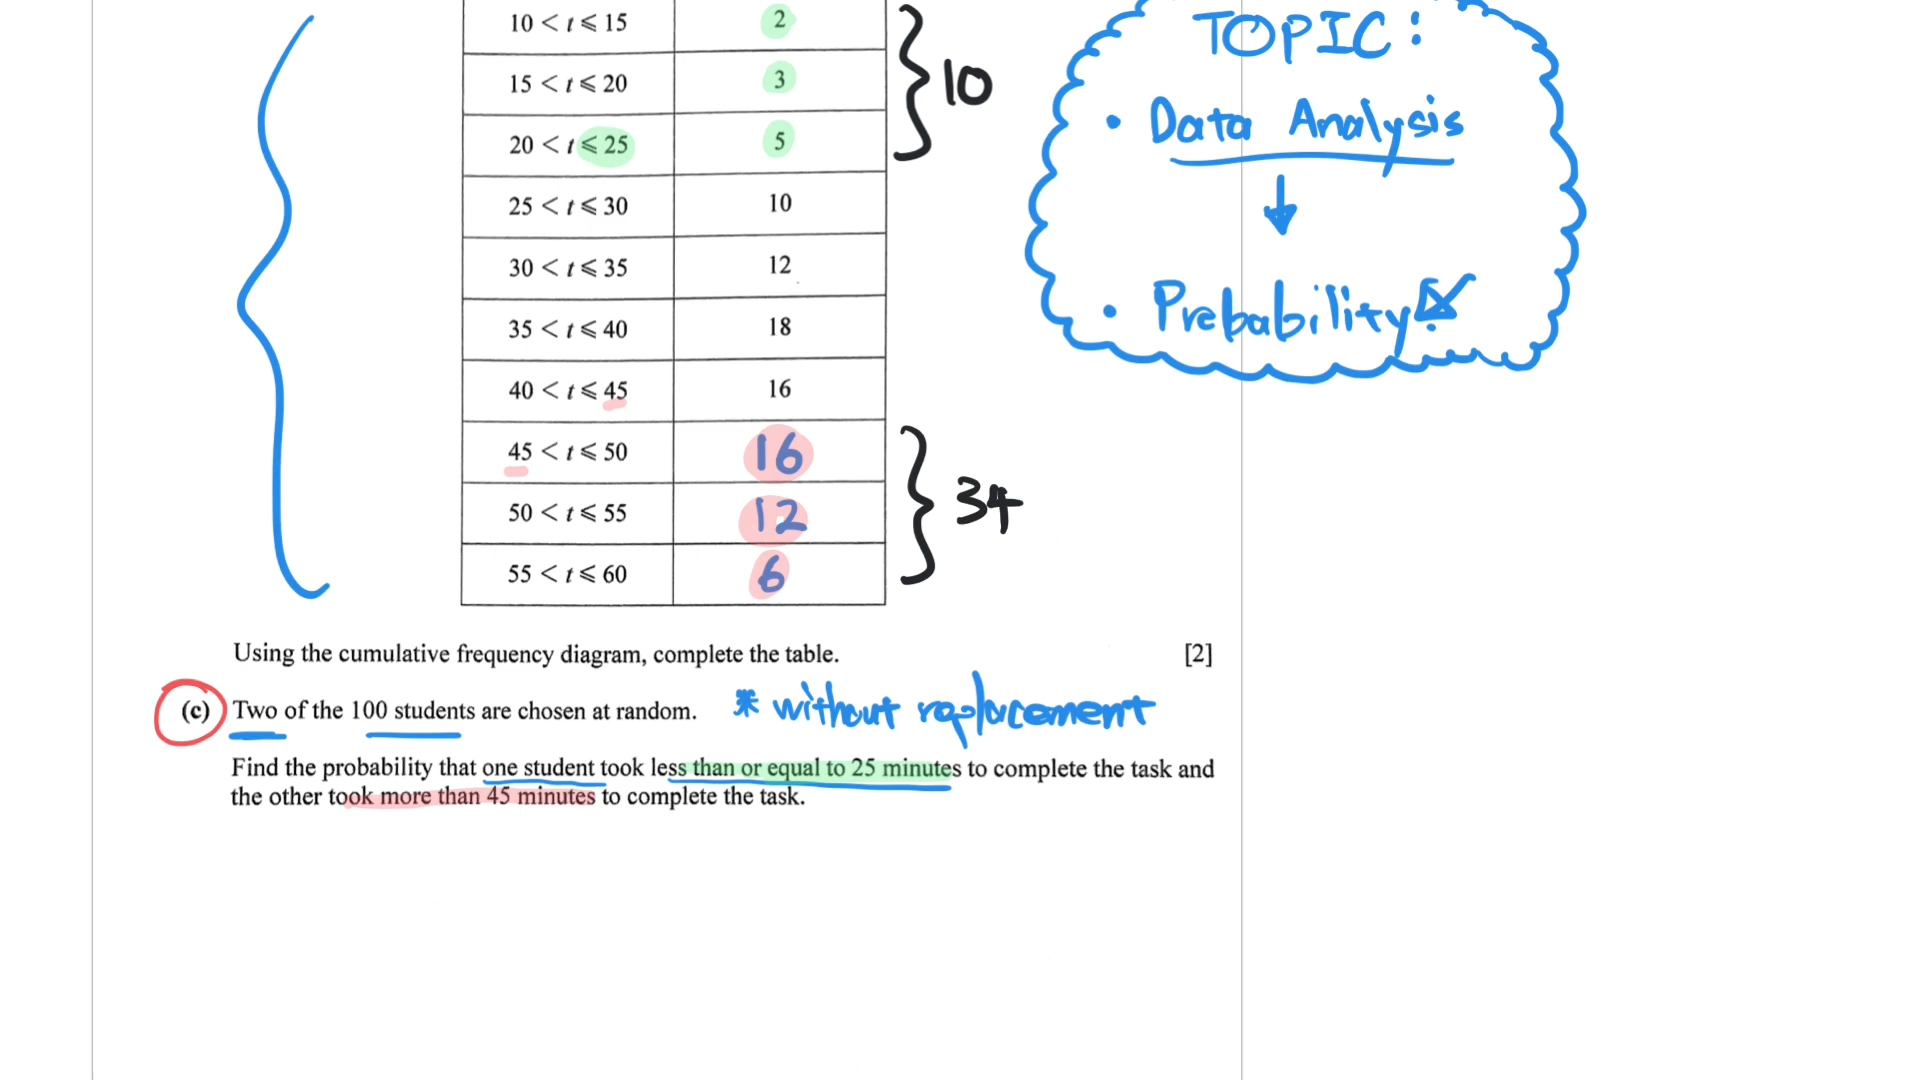 10 < t ⩽ 15 2
15 < t ⩽ 20 3
20 < t ⩽ 25 5
25 < t ⩽ 30 10
30 < t ⩽ 35 12
35 < t ⩽ 40 18
40 < t ⩽ 45 16
45 < t ⩽ 50 16
50 < t ⩽ 55 12
55 < t ⩽ 60 6
10
34
TOPIC:
• Data Analysis
↓
• Probability
Using the cumulative frequency diagram, complete the table. [2]
(c) Two of the 100 students are chosen at random. * without replacement
Find the probability that one student took less than or equal to 25 minutes to complete the task and
the other took more than 45 minutes to complete the task.